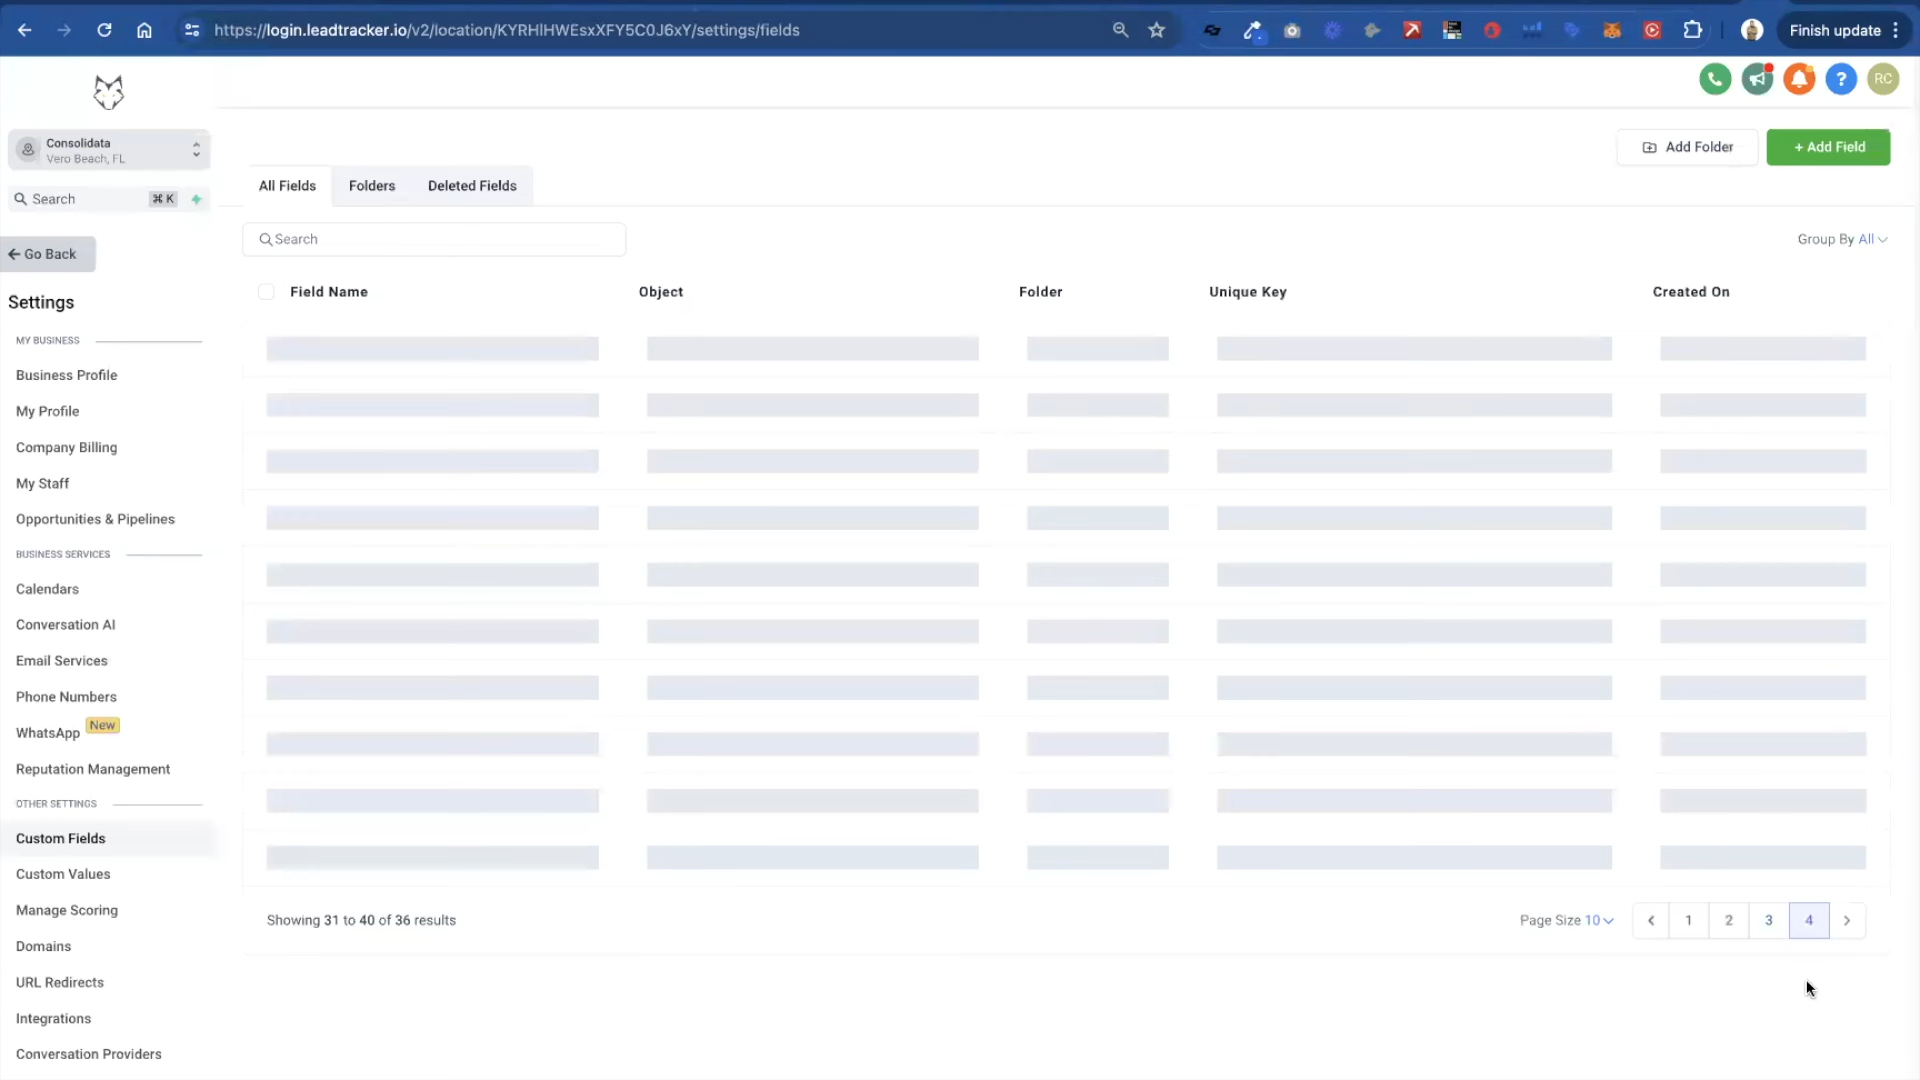 https://login.leadtracker.io/v2/location/KYRHlHWEsxXFY5C0J6xY/settings/fields
Finish update
RC
Consolidata
Vero Beach, FL
Search
⌘ K
Go Back
Settings
MY BUSINESS
Business Profile
My Profile
Company Billing
My Staff
Opportunities & Pipelines
BUSINESS SERVICES
Calendars
Conversation AI
Email Services
Phone Numbers
WhatsApp New
Reputation Management
OTHER SETTINGS
Custom Fields
Custom Values
Manage Scoring
Domains
URL Redirects
Integrations
Conversation Providers
Add Folder
+ Add Field
All Fields Folders Deleted Fields
Search
Group By All
Field Name Object Folder Unique Key Created On
Showing 31 to 40 of 36 results
Page Size 10
1 2 3 4